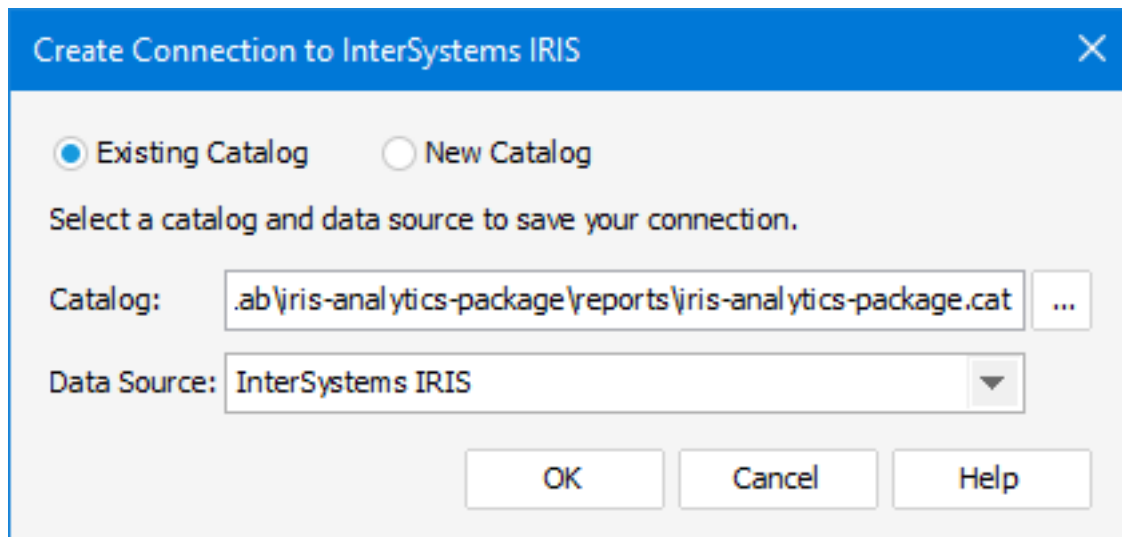 Create Connection to InterSystems IRIS
Existing Catalog New Catalog
Select a catalog and data source to save your connection.
Catalog: .ab\iris-analytics-package\reports\iris-analytics-package.cat ...
Data Source: InterSystems IRIS
OK Cancel Help